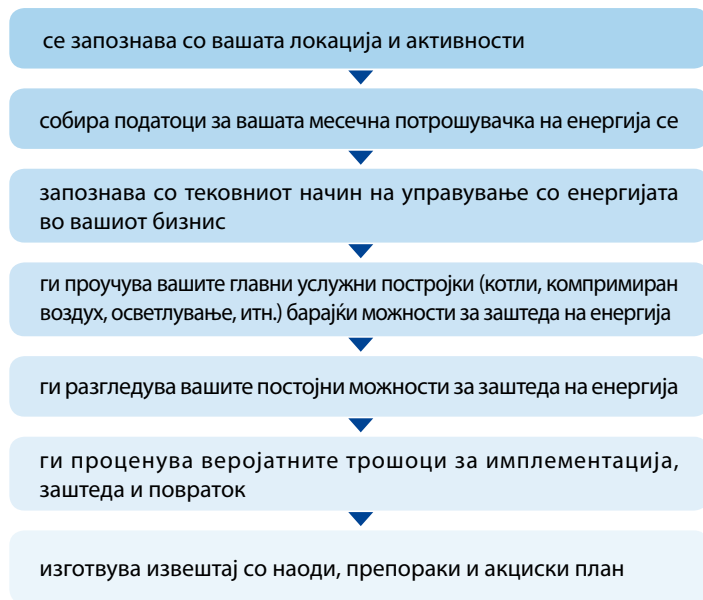 се запознава со вашата локација и активности
собира податоци за вашата месечна потрошувачка на енергија се
запознава со тековниот начин на управување со енергијата
во вашиот бизнис
ги проучува вашите главни услужни постројки (котли, компримиран
воздух, осветлување, итн.) барајќи можности за заштеда на енергија
ги разгледува вашите постојни можности за заштеда на енергија
ги проценува веројатните трошоци за имплементација,
заштеда и повраток
изготвува извештај со наоди, препораки и акциски план